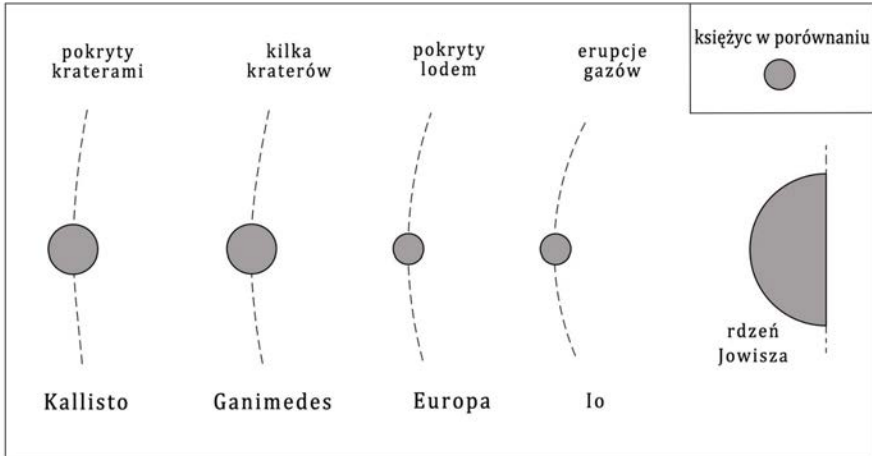 pokryty
kraterami
kilka
kraterów
pokryty
lodem
erupcje
gazów
księżyc w porównaniu
rdzeń
Jowisza
Kallisto
Ganimedes
Europa
Io